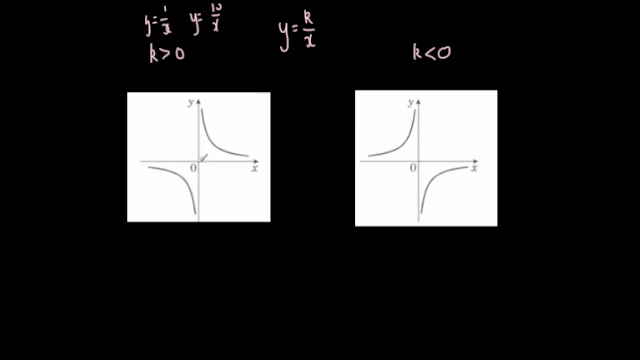 y=1/x y=10/x
y=k/x
k>0
k<0
y
0
x
y
0
x